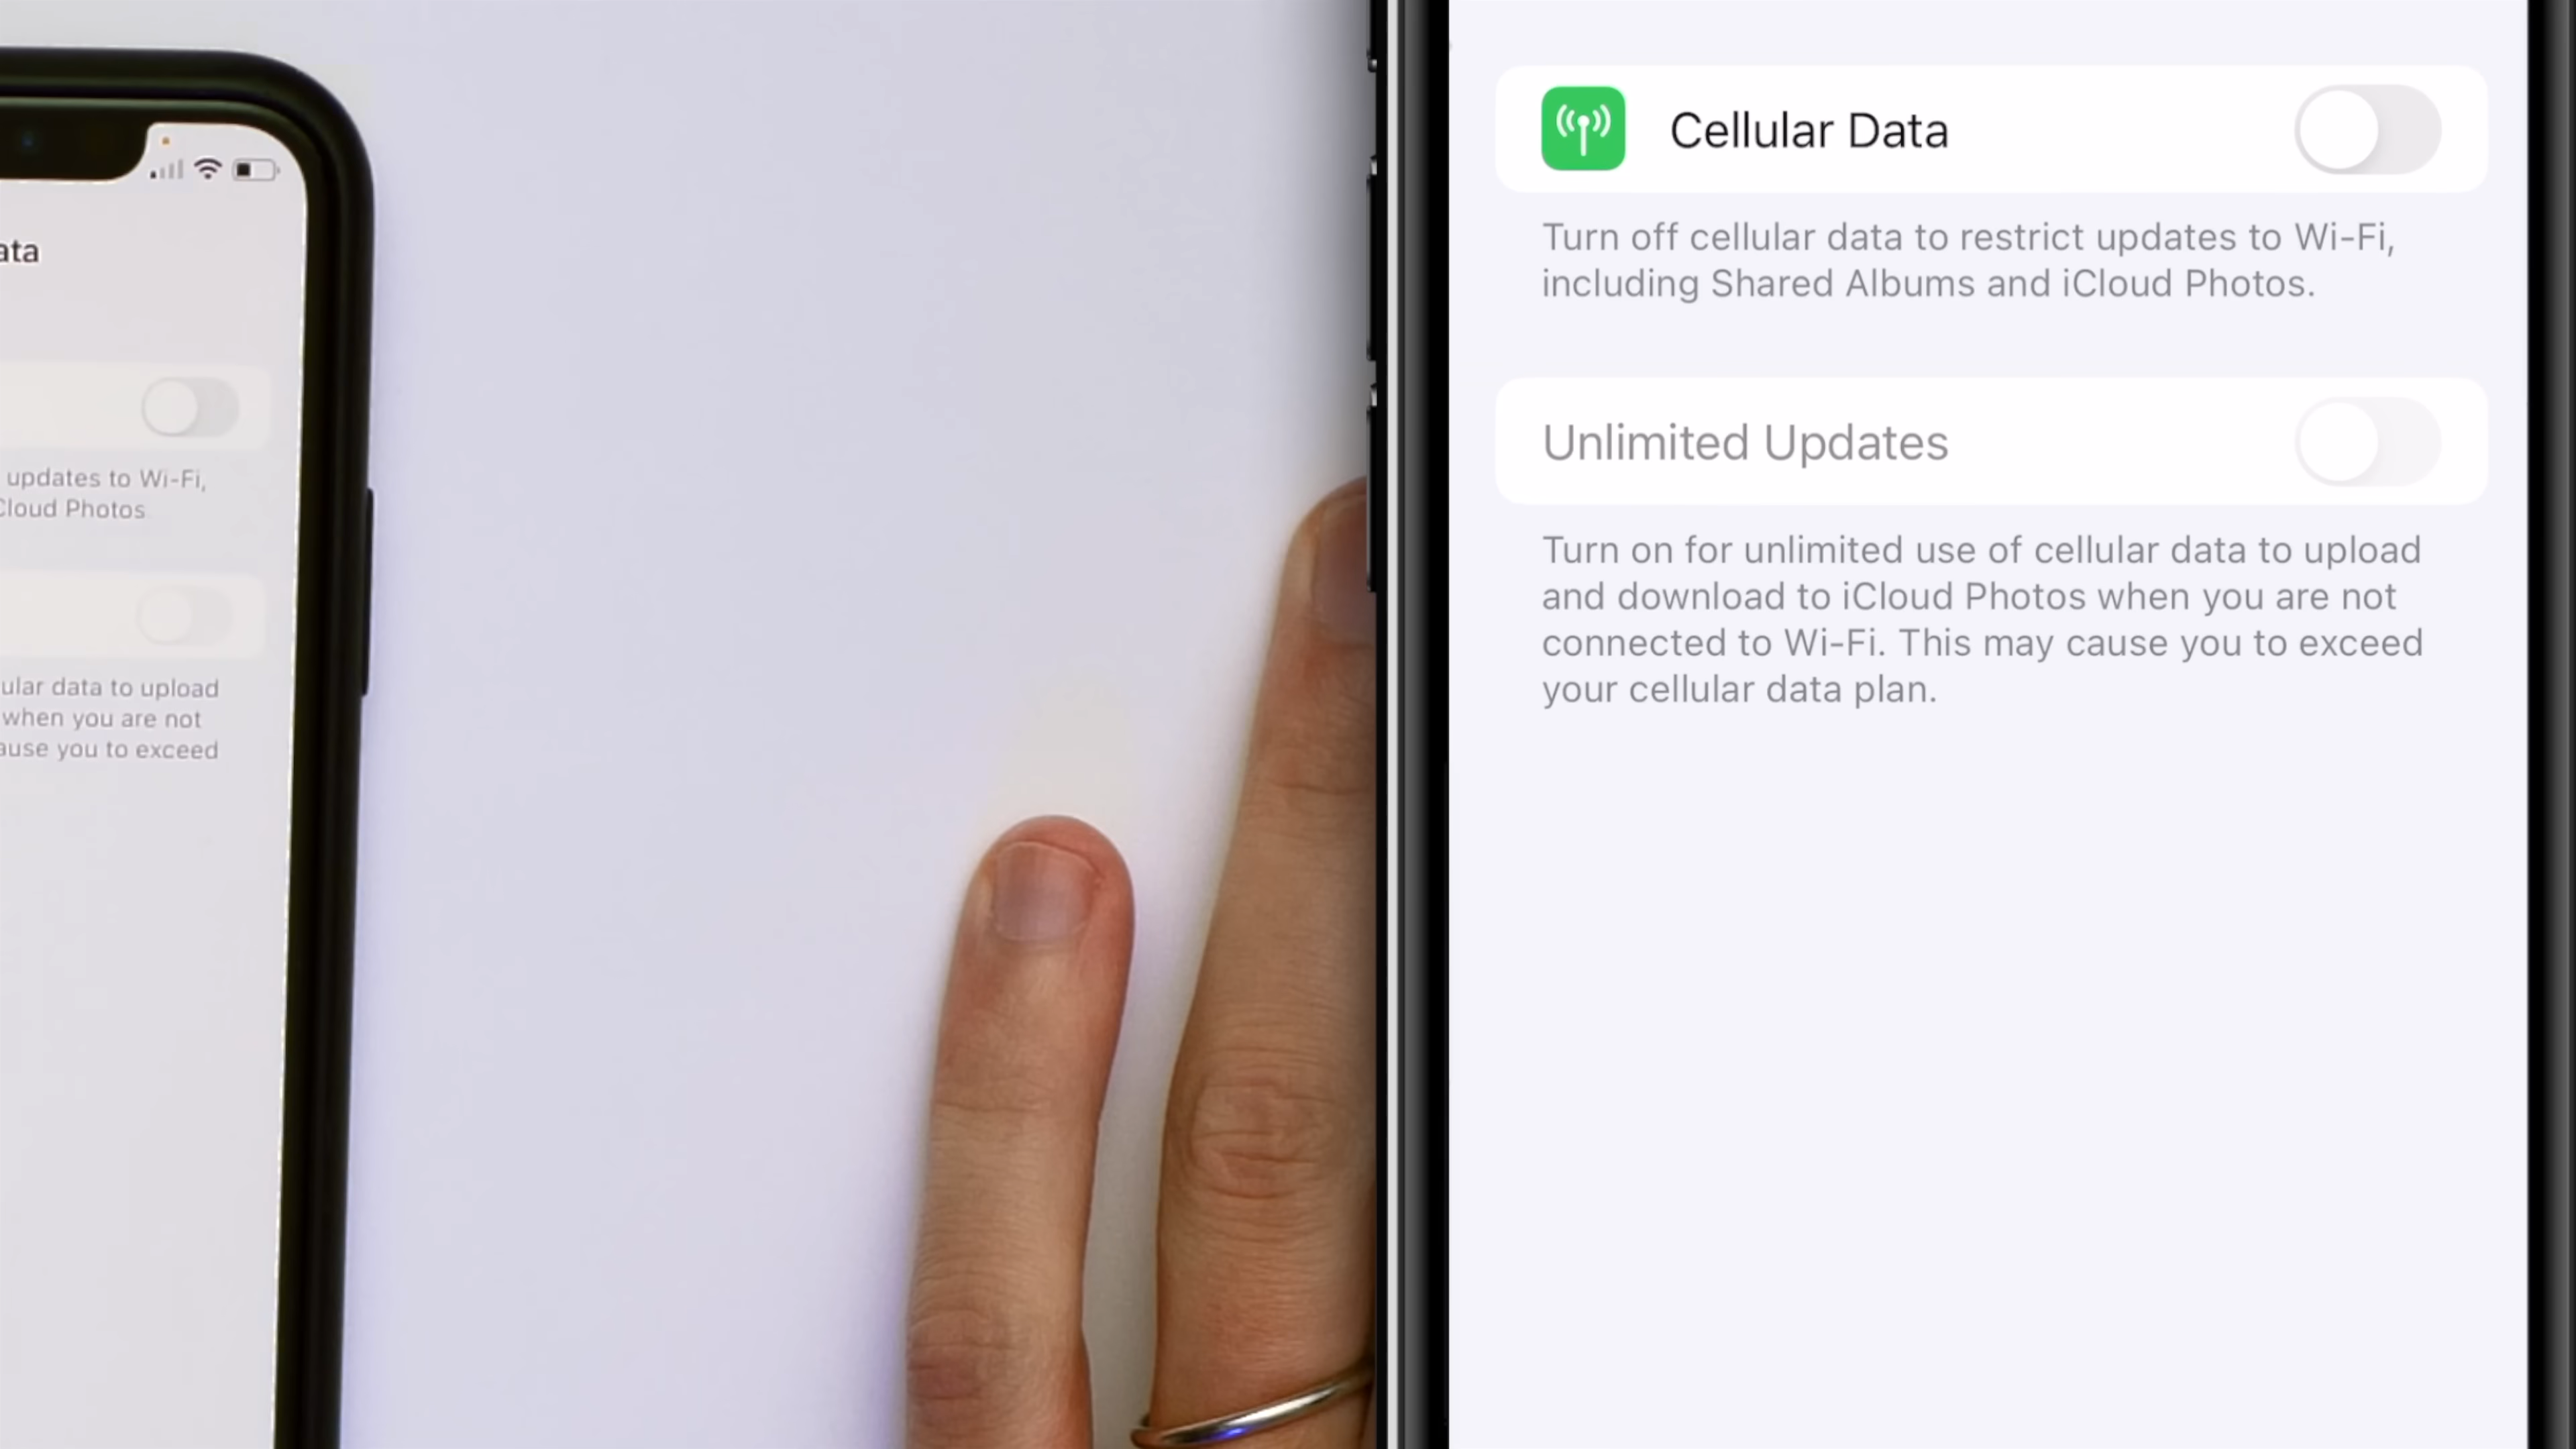 ata
updates to Wi-Fi,
Cloud Photos.
ular data to upload
when you are not
ause you to exceed
Cellular Data
Turn off cellular data to restrict updates to Wi-Fi,
including Shared Albums and iCloud Photos.
Unlimited Updates
Turn on for unlimited use of cellular data to upload
and download to iCloud Photos when you are not
connected to Wi-Fi. This may cause you to exceed
your cellular data plan.